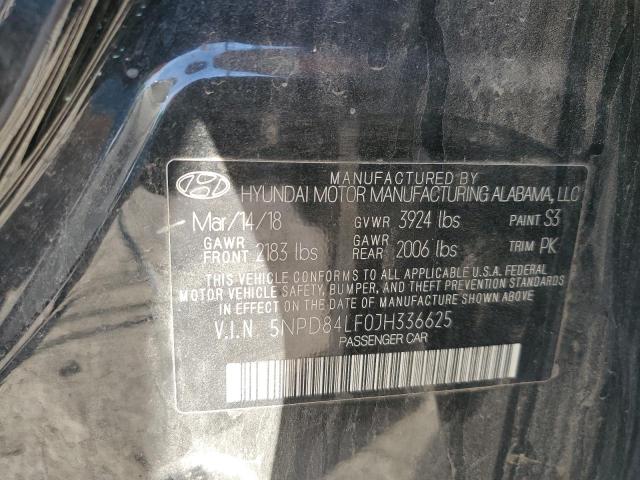 MANUFACTURED BY
HYUNDAI MOTOR MANUFACTURING ALABAMA, LLC
Mar/14/18 GVWR 3924 lbs PAINT S3
GAWR FRONT 2183 lbs GAWR REAR 2006 lbs TRIM PK
THIS VEHICLE CONFORMS TO ALL APPLICABLE U.S.A. FEDERAL
MOTOR VEHICLE SAFETY, BUMPER, AND THEFT PREVENTION STANDARDS
IN EFFECT ON THE DATE OF MANUFACTURE SHOWN ABOVE.
V.I.N. 5NPD84LF0JH336625
PASSENGER CAR